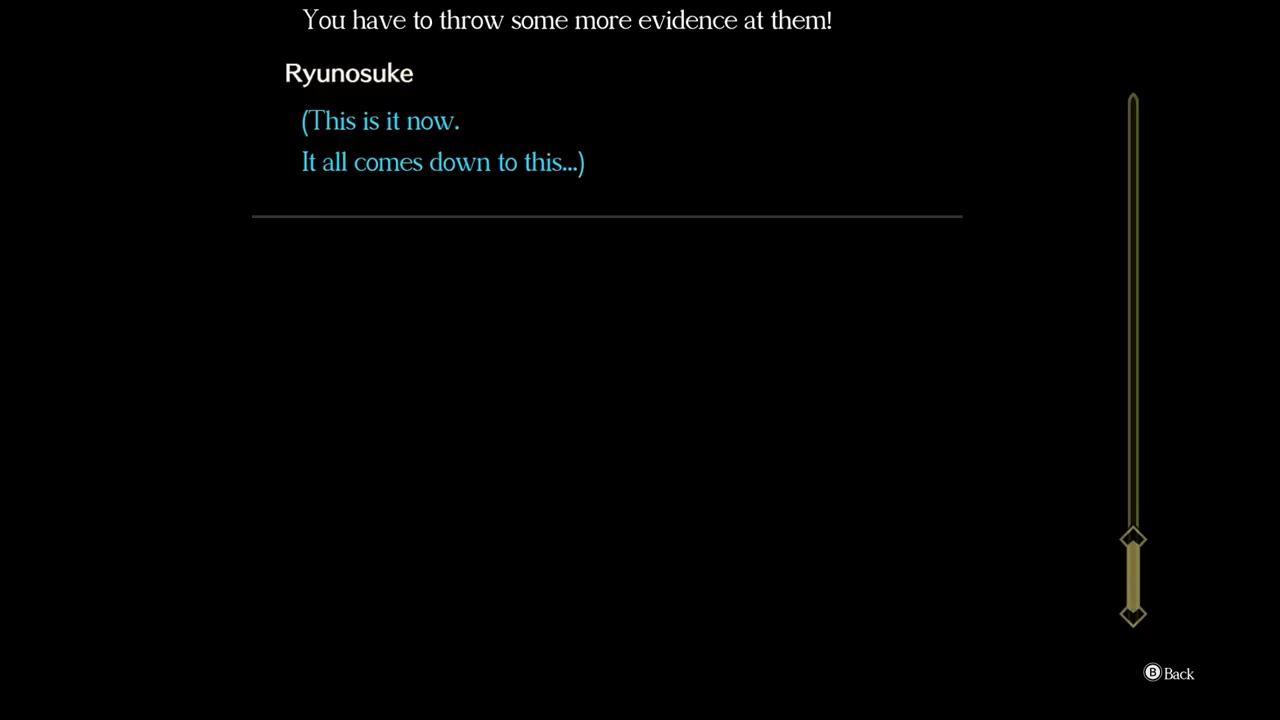 You have to throw some more evidence at them!
Ryunosuke
(This is it now.
It all comes down to this...)
B Back